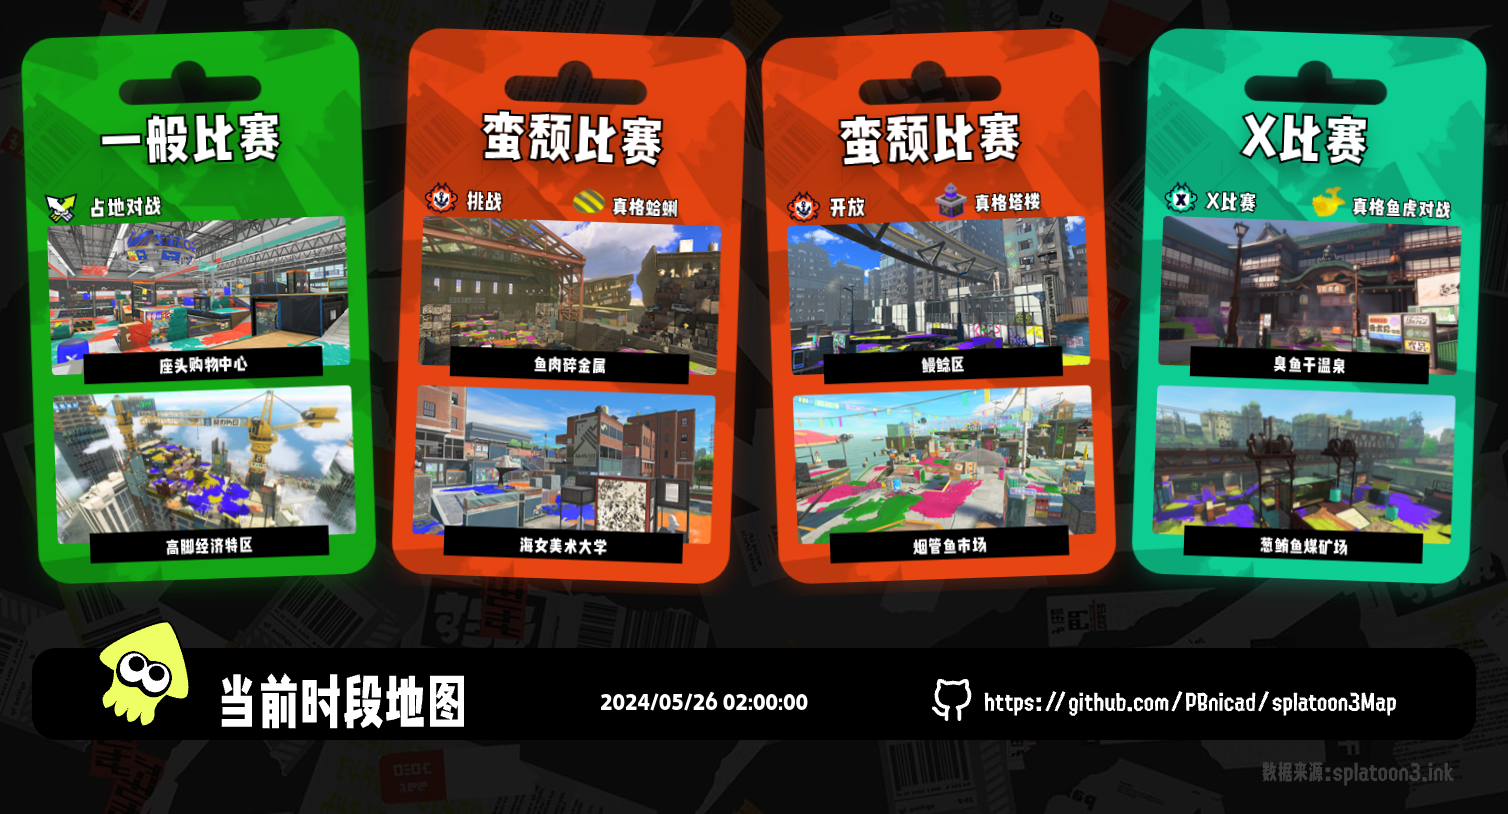 一般比赛
占地对战
座头购物中心
高脚经济特区
蛮颓比赛
挑战
真格蛤蜊
鱼肉碎金属
海女美术大学
蛮颓比赛
开放
真格塔楼
鳗鲶区
烟管鱼市场
X比赛
X比赛
真格鱼虎对战
臭鱼干温泉
葱鲔鱼煤矿场
当前时段地图
2024/05/26 02:00:00
https://github.com/PBnicad/splatoon3Map
数据来源:splatoon3.ink